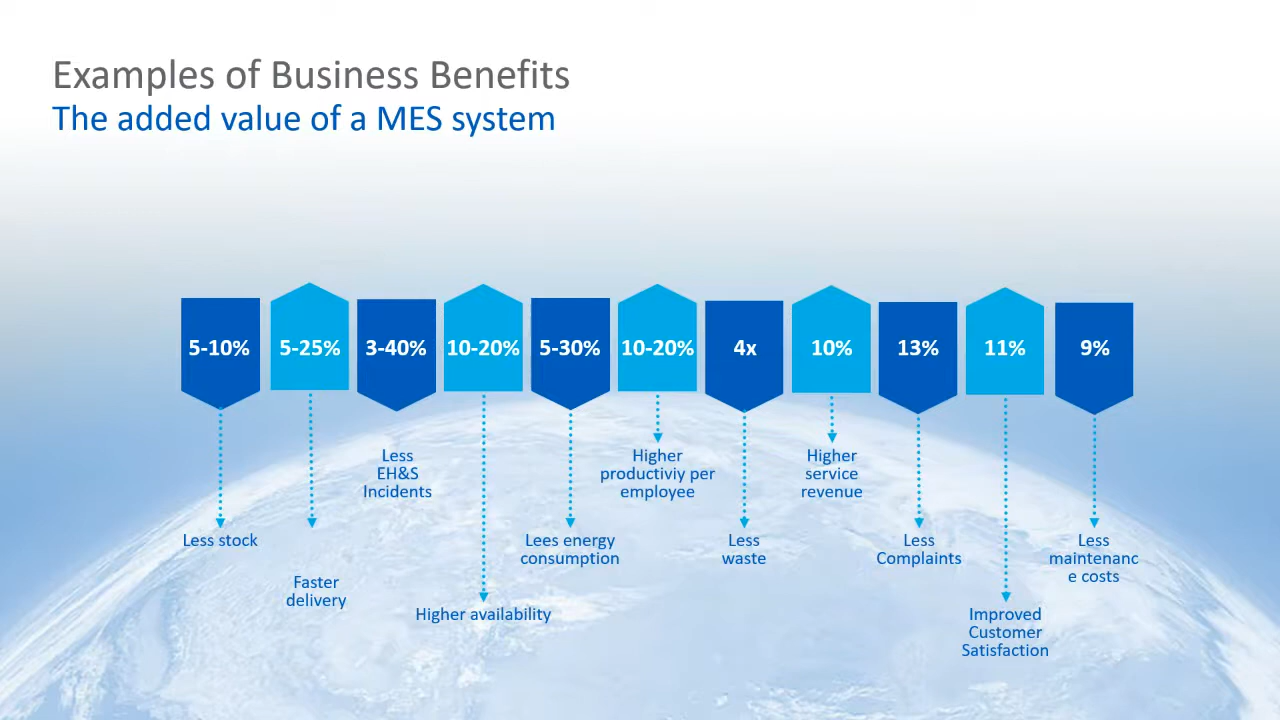 Examples of Business Benefits
The added value of a MES system
5-10%
5-25%
3-40%
10-20%
5-30%
10-20%
4x
10%
13%
11%
9%
Less stock
Faster
delivery
Less
EH&S
Incidents
Higher availability
Lees energy
consumption
Higher
productiviy per
employee
Less
waste
Higher
service
revenue
Less
Complaints
Improved
Customer
Satisfaction
Less
maintenanc
e costs